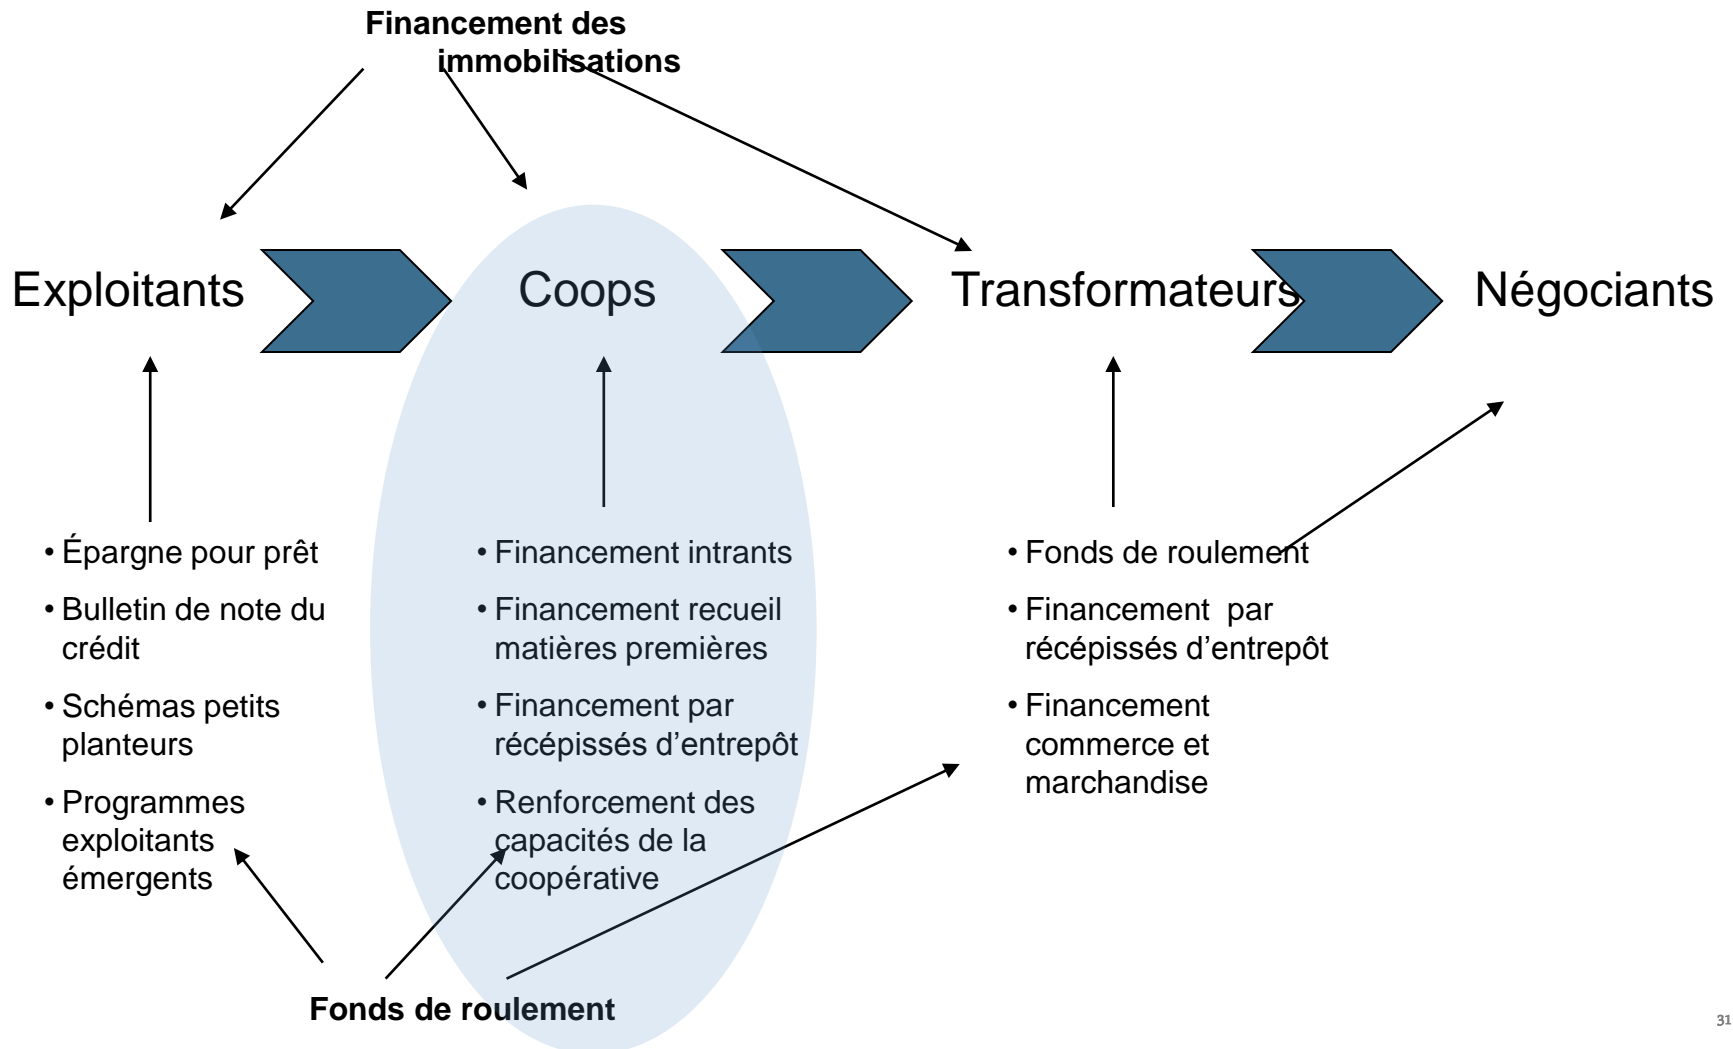 Financement des
immobilisations
Exploitants
Coops
Transformateurs
Négociants
• Épargne pour prêt
• Bulletin de note du
crédit
• Schémas petits
planteurs
• Programmes
exploitants
émergents
• Financement intrants
• Financement recueil
matières premières
• Financement par
récépissés d’entrepôt
• Renforcement des
capacités de la
coopérative
• Fonds de roulement
• Financement  par
récépissés d’entrepôt
• Financement
commerce et
marchandise
Fonds de roulement
31